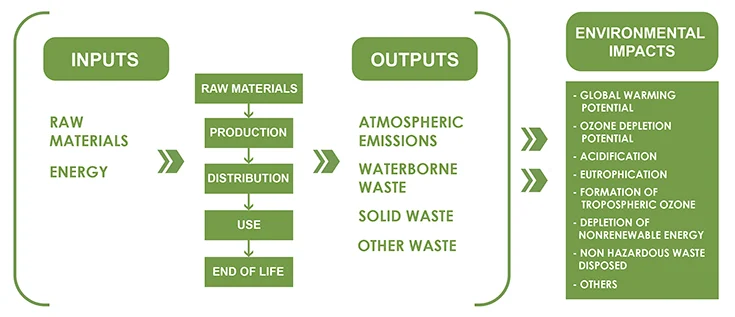 INPUTS
RAW
MATERIALS
ENERGY
RAW MATERIALS
PRODUCTION
DISTRIBUTION
USE
END OF LIFE
OUTPUTS
ATMOSPHERIC
EMISSIONS
WATERBORNE
WASTE
SOLID WASTE
OTHER WASTE
ENVIRONMENTAL
IMPACTS
- GLOBAL WARMING
POTENTIAL
- OZONE DEPLETION
POTENTIAL
- ACIDIFICATION
- EUTROPHICATION
- FORMATION OF
TROPOSPHERIC OZONE
- DEPLETION OF
NONRENEWABLE ENERGY
- NON HAZARDOUS WASTE
DISPOSED
- OTHERS